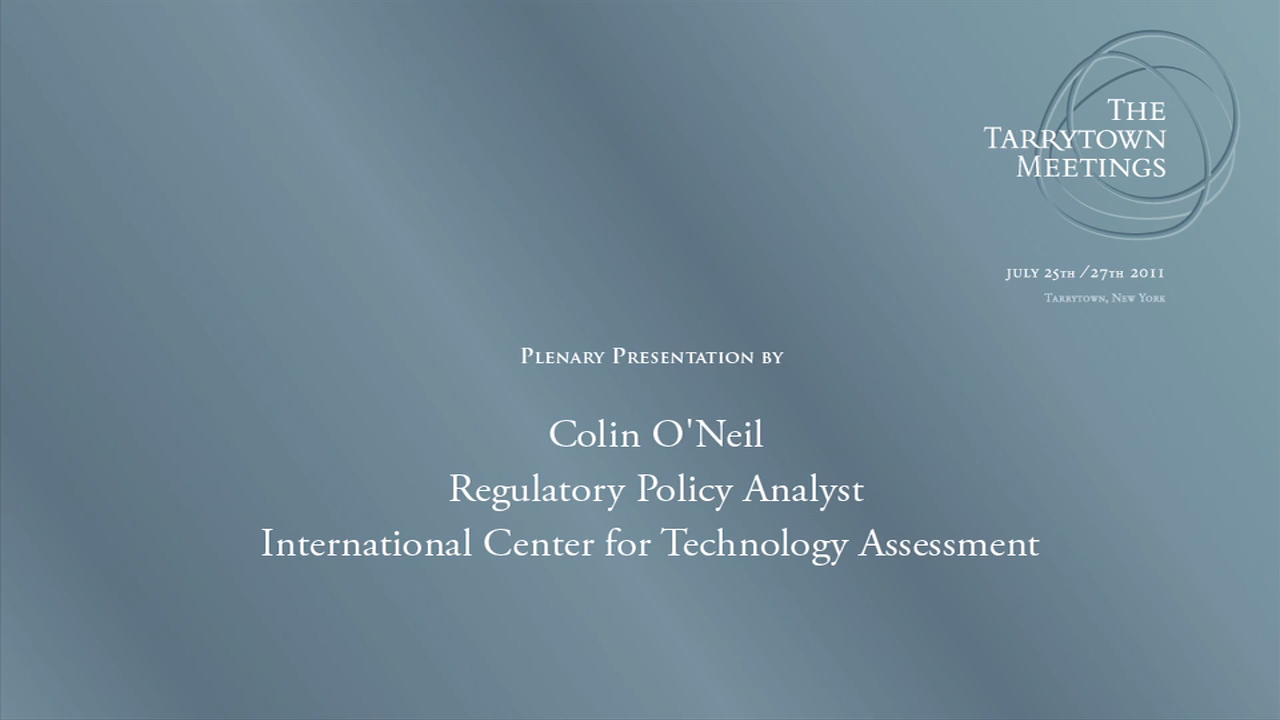 The
Tarrytown
Meetings
July 25th / 27th 2011
Tarrytown, New York
Plenary Presentation by
Colin O'Neil
Regulatory Policy Analyst
International Center for Technology Assessment